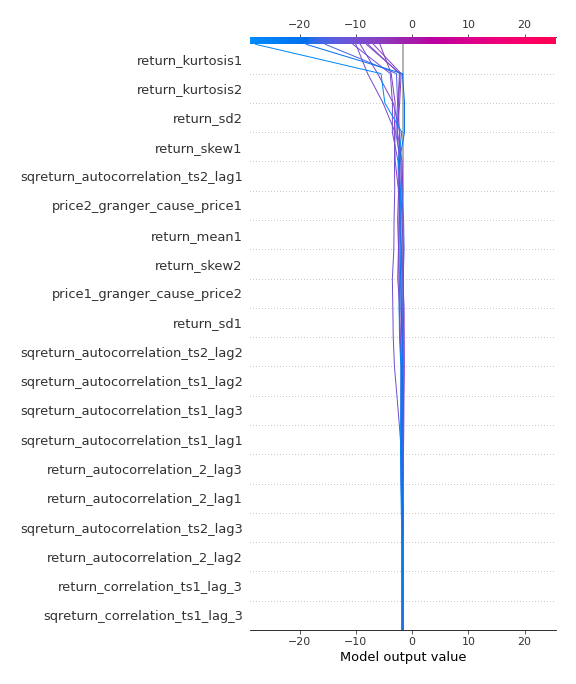 −20 −10 0 10 20
return_kurtosis1
return_kurtosis2
return_sd2
return_skew1
sqreturn_autocorrelation_ts2_lag1
price2_granger_cause_price1
return_mean1
return_skew2
price1_granger_cause_price2
return_sd1
sqreturn_autocorrelation_ts2_lag2
sqreturn_autocorrelation_ts1_lag2
sqreturn_autocorrelation_ts1_lag3
sqreturn_autocorrelation_ts1_lag1
return_autocorrelation_2_lag3
return_autocorrelation_2_lag1
sqreturn_autocorrelation_ts2_lag3
return_autocorrelation_2_lag2
return_correlation_ts1_lag_3
sqreturn_correlation_ts1_lag_3
−20 −10 0 10 20
Model output value